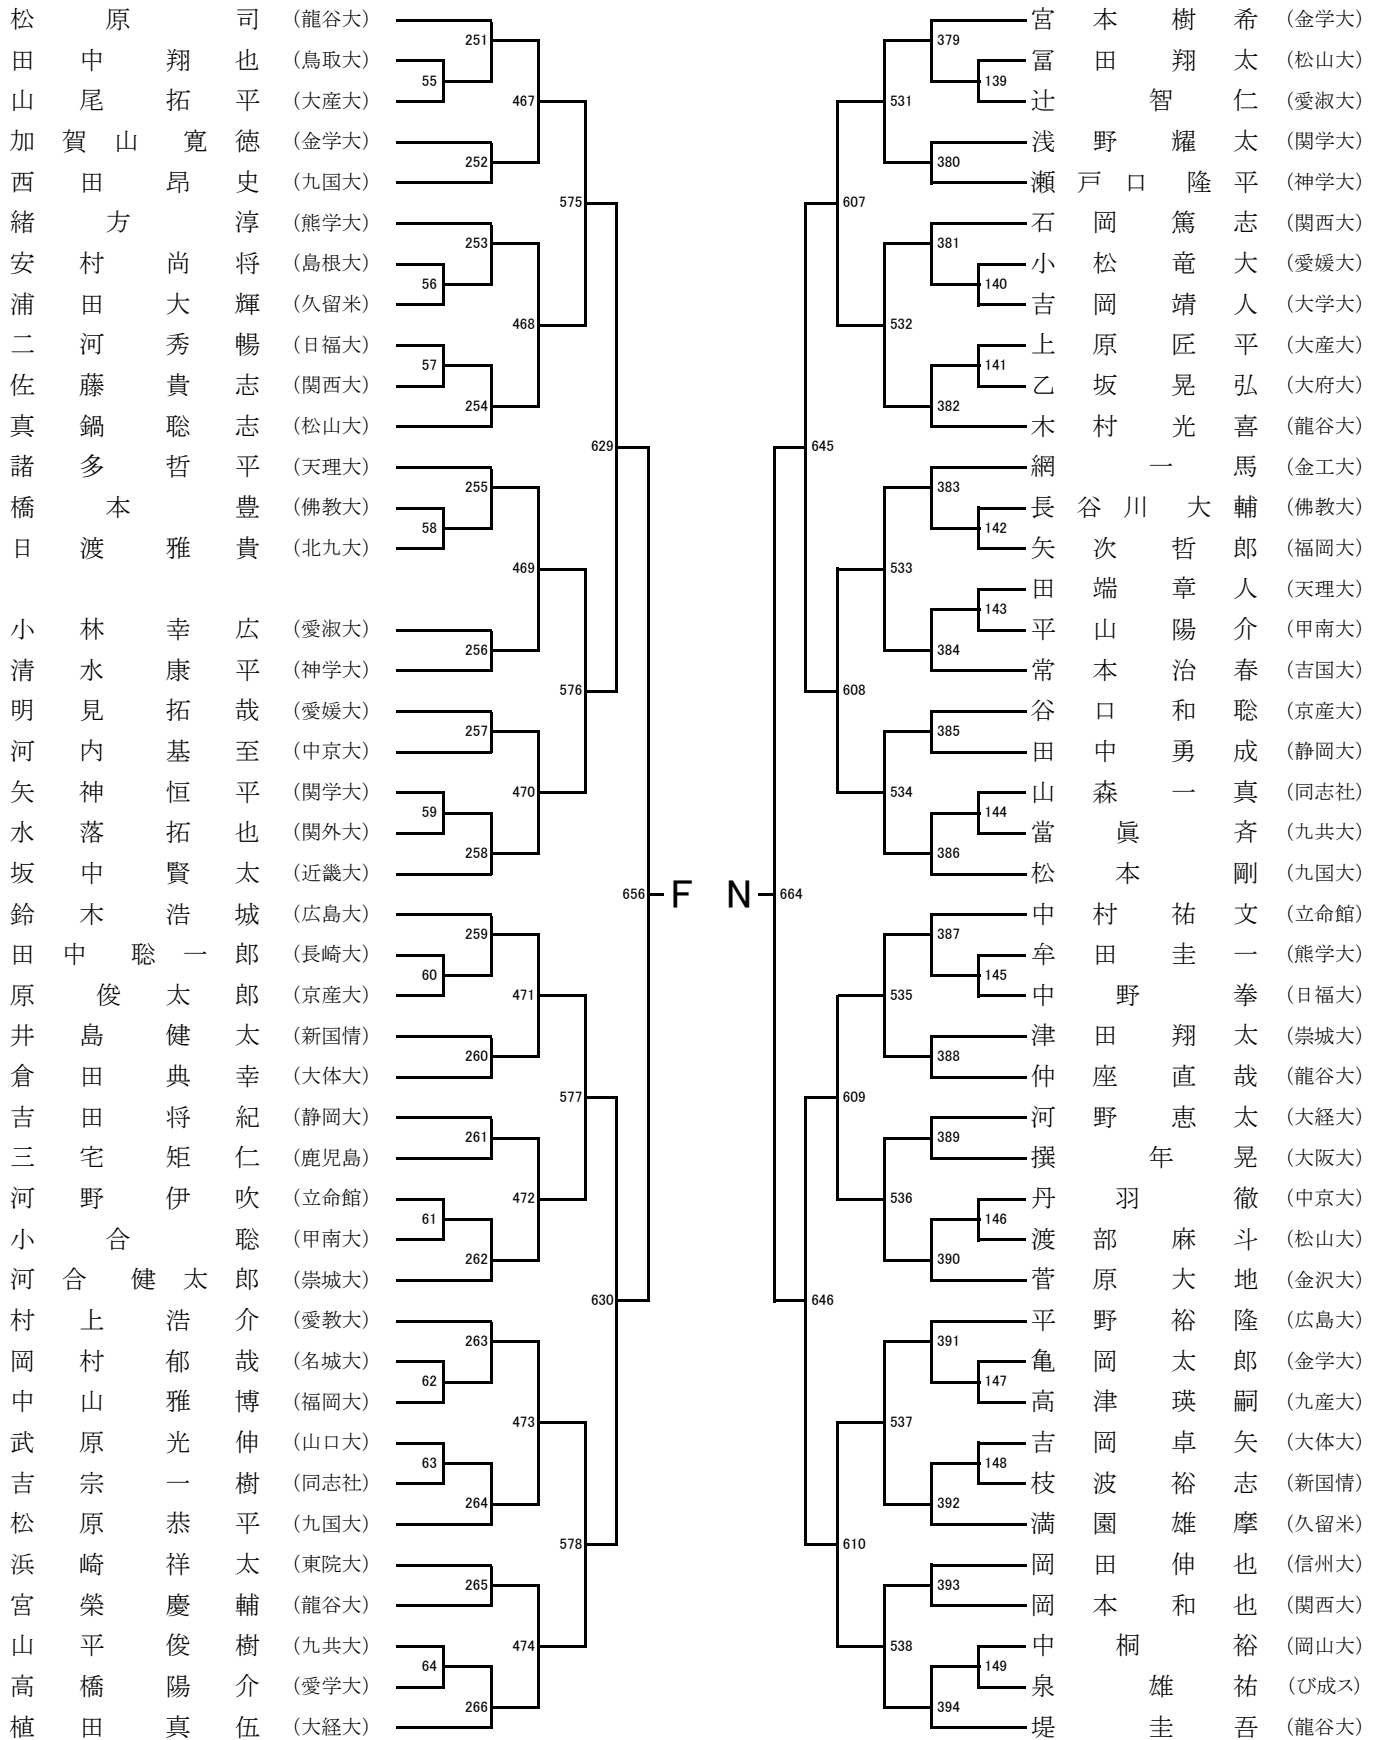 松原司 (龍谷大)
田中翔也 (鳥取大)
山尾拓平 (大産大)
加賀山寛徳 (金学大)
西田昂史 (九国大)
緒方淳 (熊学大)
安村尚将 (島根大)
浦田大輝 (久留米)
二河秀暢 (日福大)
佐藤貴志 (関西大)
真鍋聡志 (松山大)
諸多哲平 (天理大)
橋本豊 (佛教大)
日渡雅貴 (北九大)
小林幸広 (愛淑大)
清水康平 (神学大)
明見拓哉 (愛媛大)
河内基至 (中京大)
矢神恒平 (関学大)
水落拓也 (関外大)
坂中賢太 (近畿大)
鈴木浩城 (広島大)
田中聡一郎 (長崎大)
原俊太郎 (京産大)
井島健太 (新国情)
倉田典幸 (大体大)
吉田将紀 (静岡大)
三宅矩仁 (鹿児島)
河野伊吹 (立命館)
小合聡 (甲南大)
河合健太郎 (崇城大)
村上浩介 (愛教大)
岡村郁哉 (名城大)
中山雅博 (福岡大)
武原光伸 (山口大)
吉宗一樹 (同志社)
松原恭平 (九国大)
浜崎祥太 (東院大)
宮榮慶輔 (龍谷大)
山平俊樹 (九共大)
高橋陽介 (愛学大)
植田真伍 (大経大)
55
56
57
58
59
60
61
62
63
64
251
252
253
254
255
256
257
258
259
260
261
262
263
264
265
266
467
468
469
470
471
472
473
474
575
576
577
578
629
630
656
F N
664
645
646
607
608
609
610
531
532
533
534
535
536
537
538
379
380
381
382
383
384
385
386
387
388
389
390
391
392
393
394
139
140
141
142
143
144
145
146
147
148
149
宮本樹希 (金学大)
冨田翔太 (松山大)
辻智仁 (愛淑大)
浅野耀太 (関学大)
瀬戸口隆平 (神学大)
石岡篤志 (関西大)
小松竜大 (愛媛大)
吉岡靖人 (大学大)
上原匠平 (大産大)
乙坂晃弘 (大府大)
木村光喜 (龍谷大)
網一馬 (金工大)
長谷川大輔 (佛教大)
矢次哲郎 (福岡大)
田端章人 (天理大)
平山陽介 (甲南大)
常本治春 (吉国大)
谷口和聡 (京産大)
田中勇成 (静岡大)
山森一真 (同志社)
當眞斉 (九共大)
松本剛 (九国大)
中村祐文 (立命館)
牟田圭一 (熊学大)
中野拳 (日福大)
津田翔太 (崇城大)
仲座直哉 (龍谷大)
河野恵太 (大経大)
撰年晃 (大阪大)
丹羽徹 (中京大)
渡部麻斗 (松山大)
菅原大地 (金沢大)
平野裕隆 (広島大)
亀岡太郎 (金学大)
高津瑛嗣 (九産大)
吉岡卓矢 (大体大)
枝波裕志 (新国情)
満園雄摩 (久留米)
岡田伸也 (信州大)
岡本和也 (関西大)
中桐裕 (岡山大)
泉雄祐 (び成ス)
堤圭吾 (龍谷大)